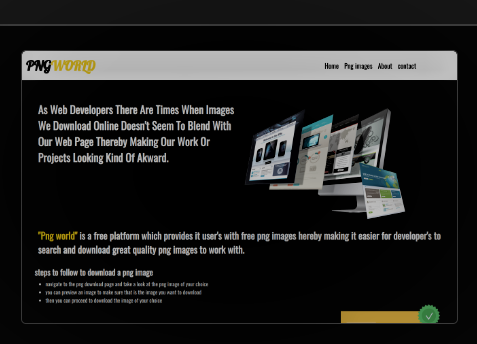 PNG WORLD
Home Png images About contact
As Web Developers There Are Times When Images
We Download Online Doesn't Seem To Blend With
Our Web Page Thereby Making Our Work Or
Projects Looking Kind Of Akward.
"Png world" is a free platform which provides it user's with free png images hereby making it easier for developer's to
search and download great quality png images to work with.
steps to follow to download a png image
navigate to the png download page and take a look at the png image of your choice
you can preview an image to make sure that is the image you want to download
then you can proceed to download the image of your choice